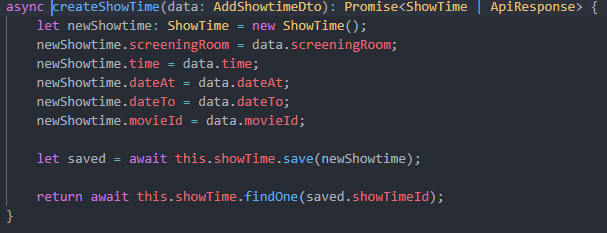 async createShowTime(data: AddShowtimeDto): Promise<ShowTime | ApiResponse> {
    let newShowtime: ShowTime = new ShowTime();
    newShowtime.screeningRoom = data.screeningRoom;
    newShowtime.time = data.time;
    newShowtime.dateAt = data.dateAt;
    newShowtime.dateTo = data.dateTo;
    newShowtime.movieId = data.movieId;

    let saved = await this.showTime.save(newShowtime);

    return await this.showTime.findOne(saved.showTimeId);
}